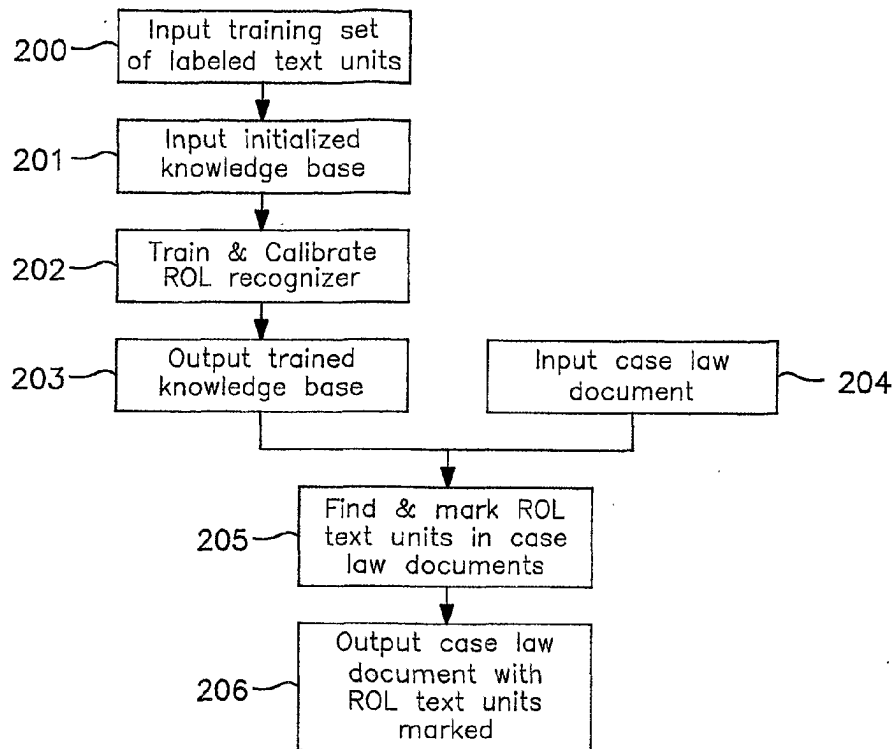 200
Input training set
of labeled text units
201
Input initialized
knowledge base
202
Train & Calibrate
ROL recognizer
203
Output trained
knowledge base
Input case law
document
204
205
Find & mark ROL
text units in case
law documents
206
Output case law
document with
ROL text units
marked